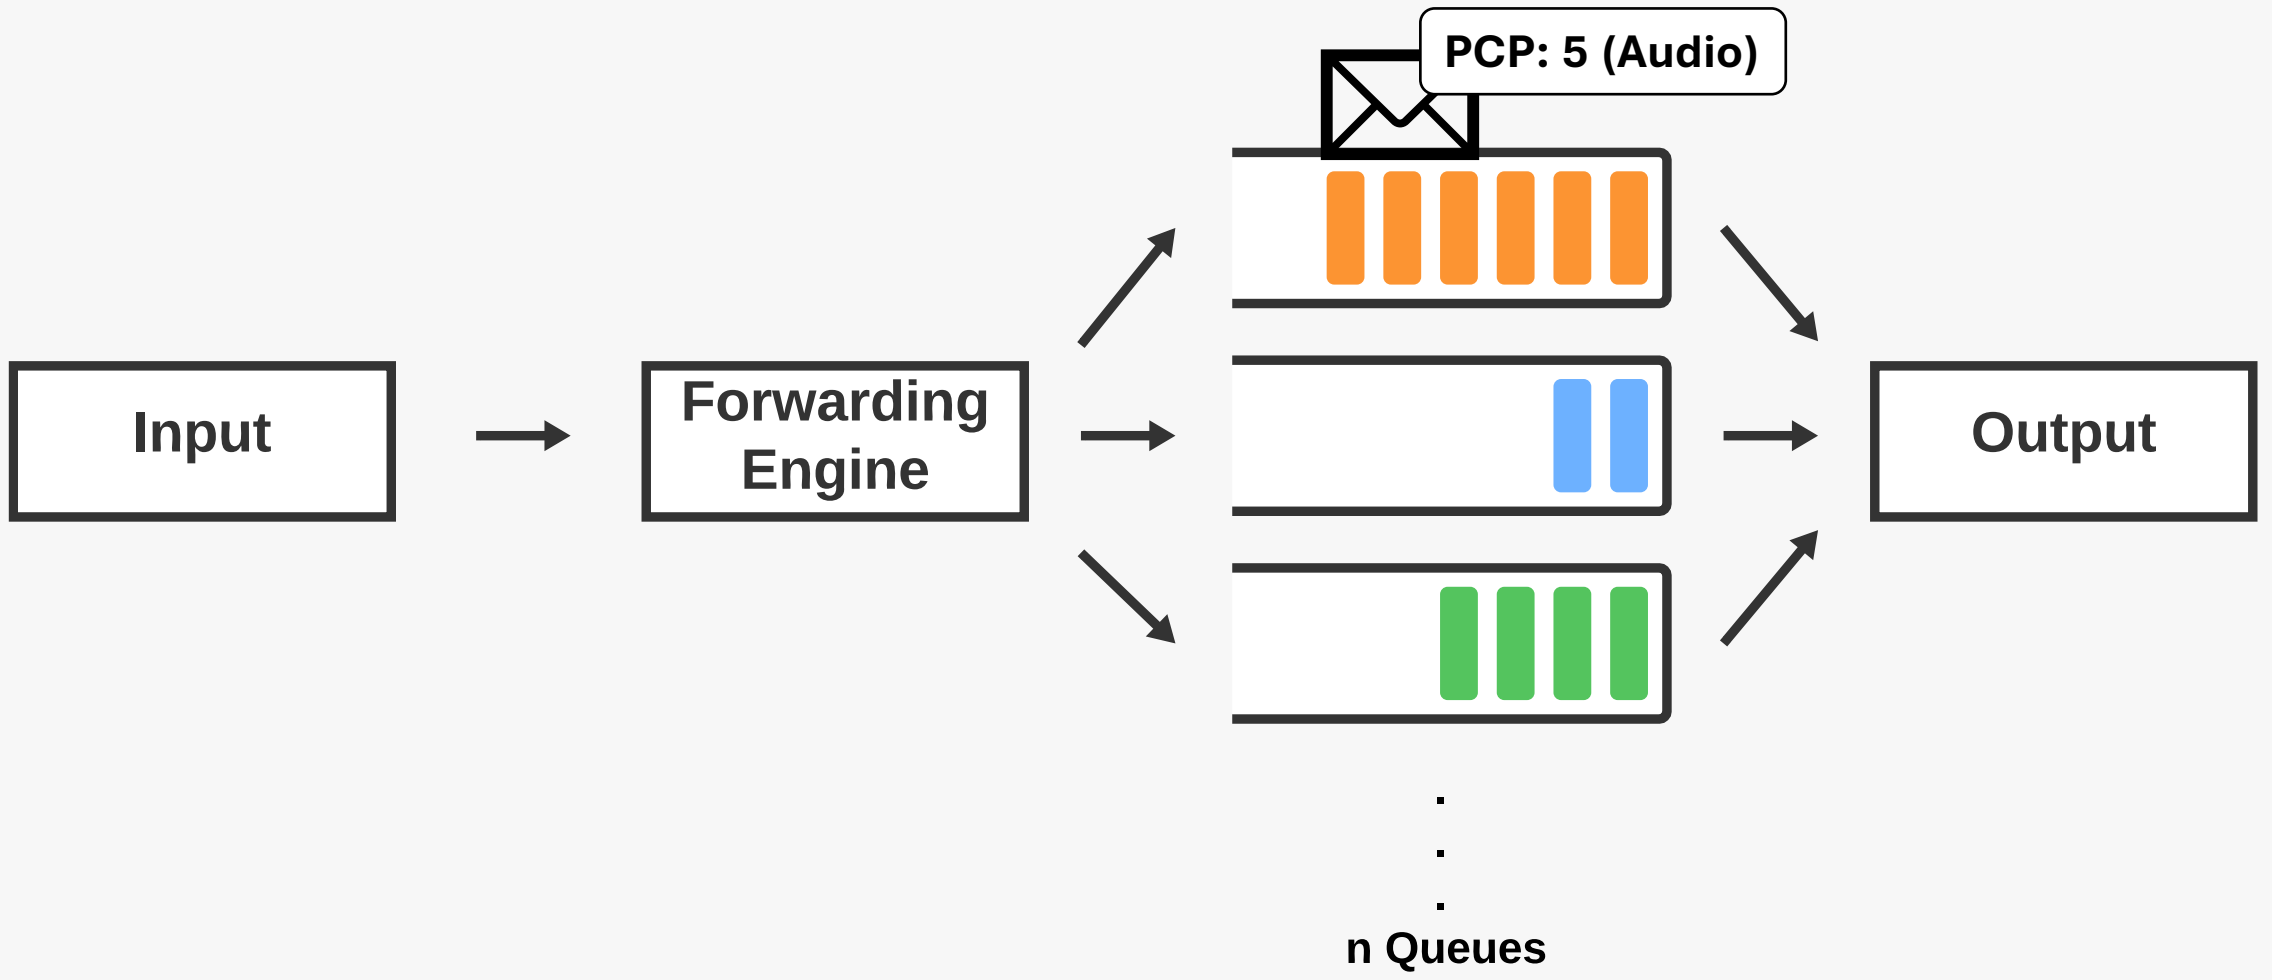 PCP: 5 (Audio)
Input
Forwarding
Engine
Output
n Queues